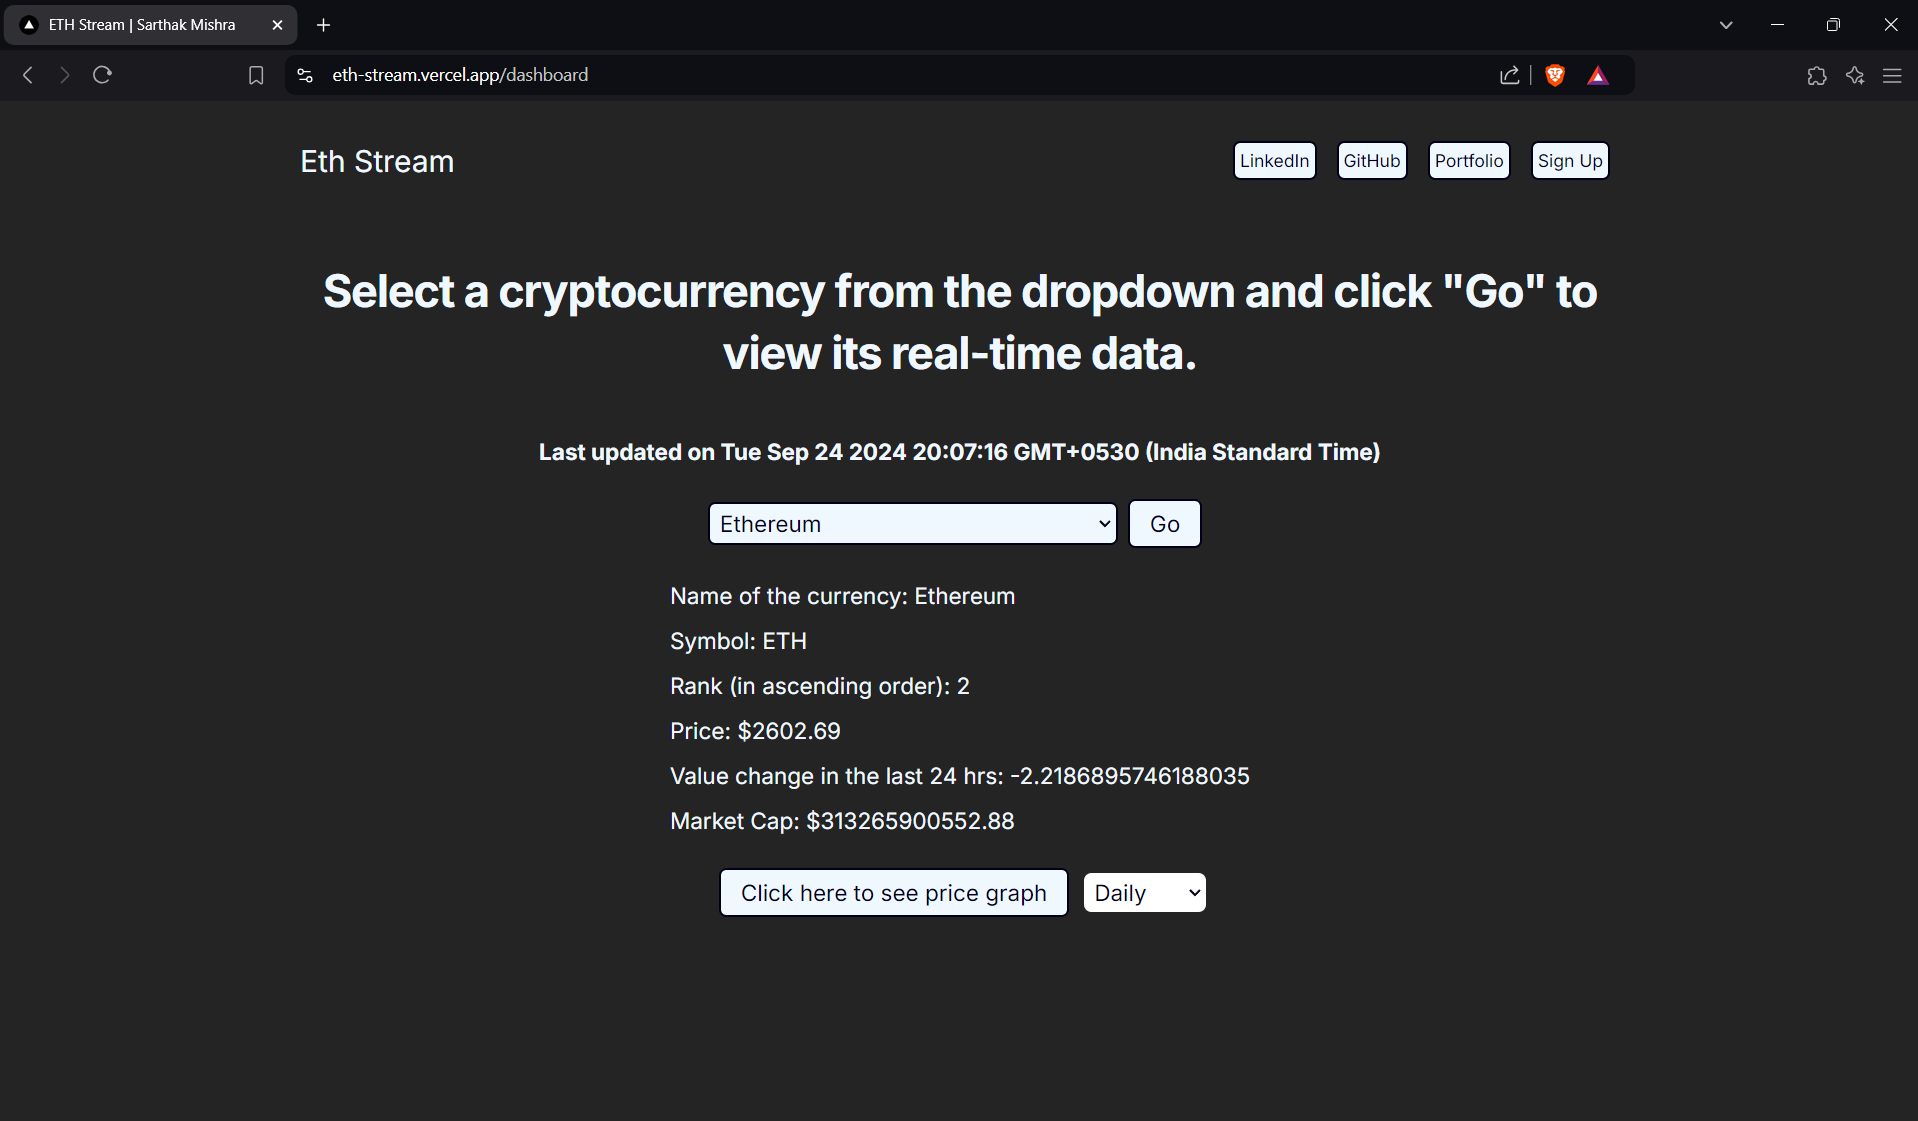 ETH Stream | Sarthak Mishra
eth-stream.vercel.app/dashboard
Eth Stream
LinkedIn
GitHub
Portfolio
Sign Up
Select a cryptocurrency from the dropdown and click "Go" to
view its real-time data.
Last updated on Tue Sep 24 2024 20:07:16 GMT+0530 (India Standard Time)
Ethereum
Go
Name of the currency: Ethereum
Symbol: ETH
Rank (in ascending order): 2
Price: $2602.69
Value change in the last 24 hrs: -2.2186895746188035
Market Cap: $313265900552.88
Click here to see price graph
Daily